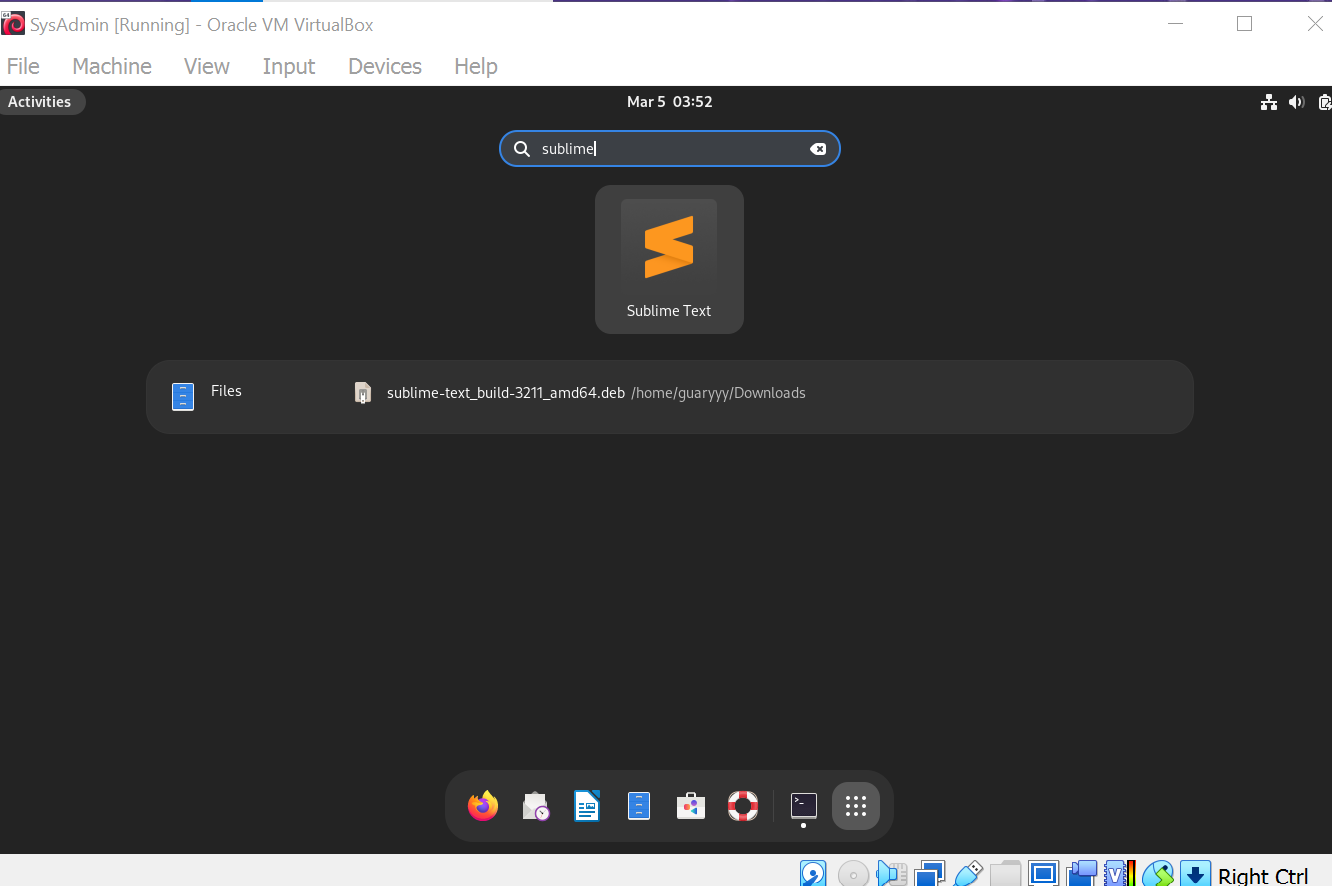 SysAdmin [Running] - Oracle VM VirtualBox
File Machine View Input Devices Help
Activities
Mar 5 03:52
sublime
Sublime Text
Files
sublime-text_build-3211_amd64.deb /home/guaryyy/Downloads
Right Ctrl